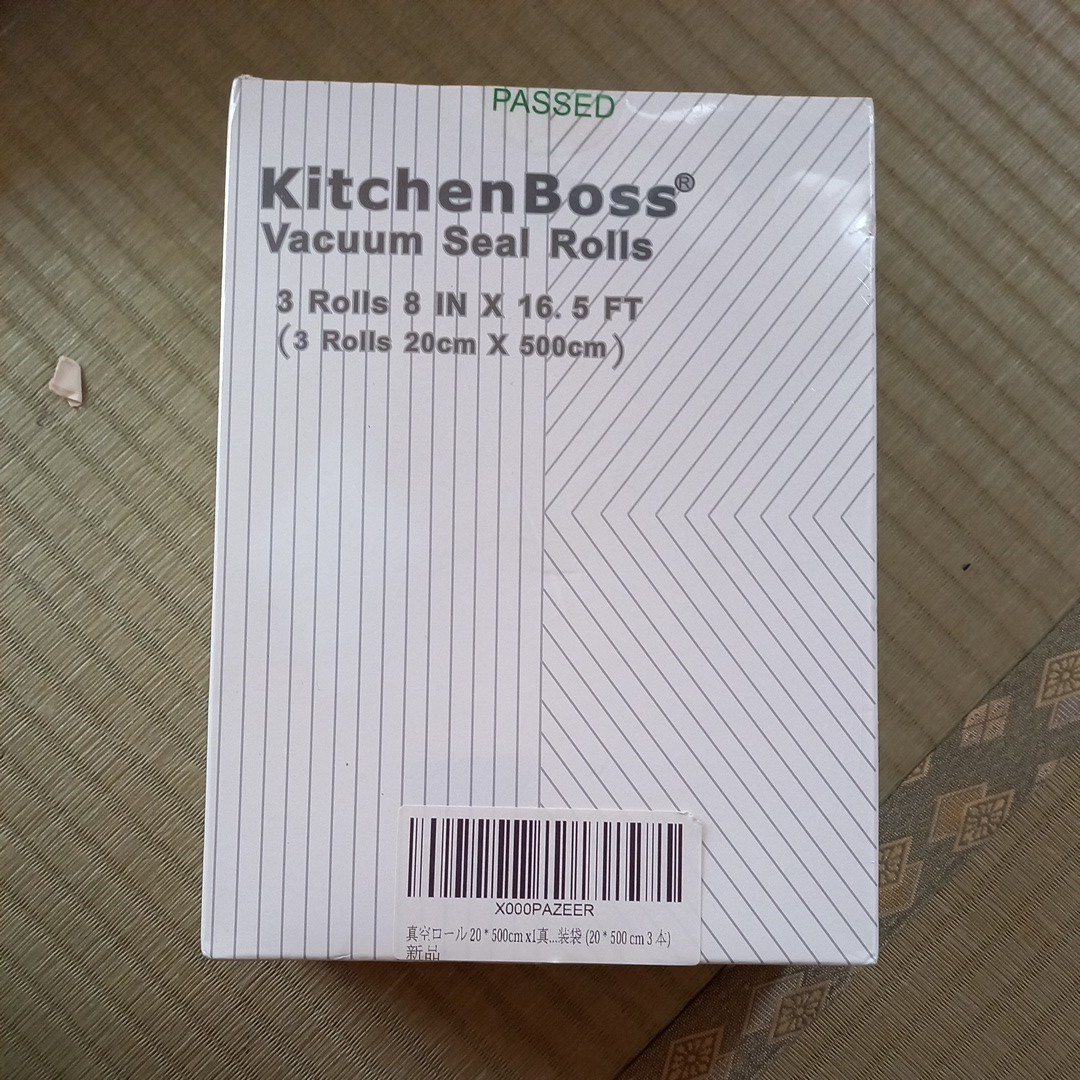 PASSED
KitchenBoss®
Vacuum Seal Rolls
3 Rolls 8 IN X 16.5 FT
(3 Rolls 20cm X 500cm)
X000PAZEER
真空ロール 20 * 500cm x1真...装袋 (20 * 500 cm 3 本)
新品